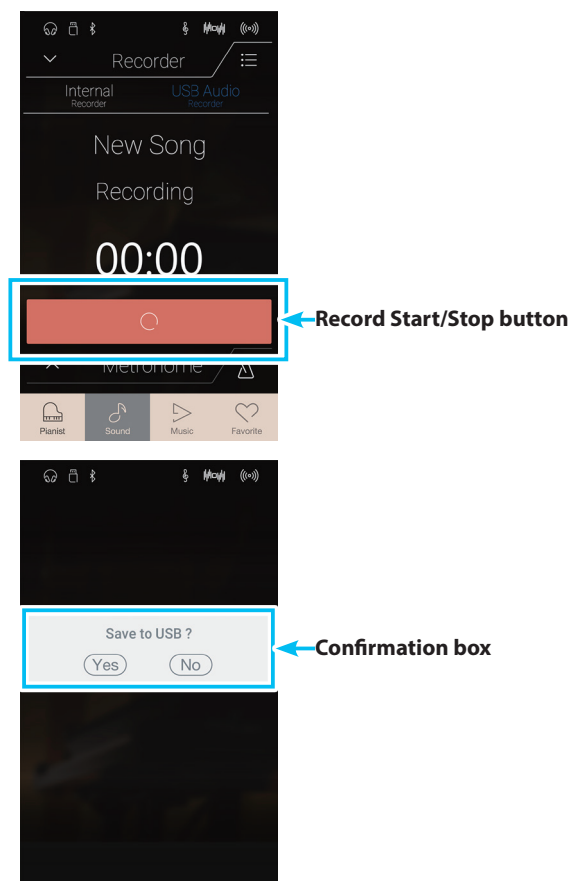 Recorder
Internal
Recorder
USB Audio
Recorder
New Song
Recording
00:00
Record Start/Stop button
Metronome
Pianist
Sound
Music
Favorite
Save to USB ?
Yes
No
Confirmation box